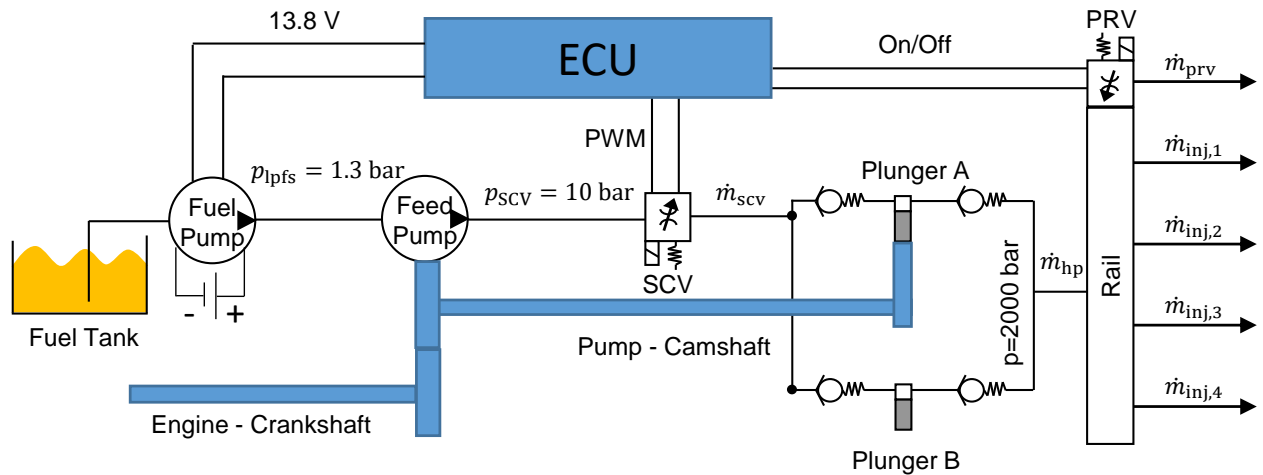 13.8 V
ECU
On/Off
PRV
ṁprv
PWM
ṁinj,1
plpfs = 1.3 bar
pSCV = 10 bar
ṁscv
Plunger A
Fuel
Pump
Feed
Pump
ṁinj,2
ṁhp
Rail
p=2000 bar
SCV
- +
Fuel Tank
Pump - Camshaft
ṁinj,3
Engine - Crankshaft
ṁinj,4
Plunger B